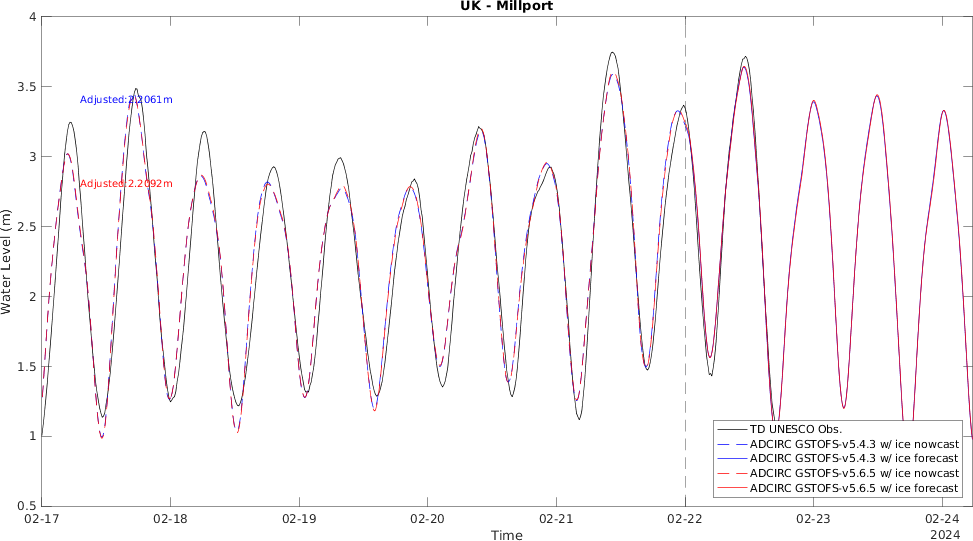 UK - Millport
4
3.5
3
2.5
2
1.5
1
0.5
Water Level (m)
Adjusted:2.2061m
Adjusted:2.2092m
TD UNESCO Obs.
ADCIRC GSTOFS-v5.4.3 w/ ice nowcast
ADCIRC GSTOFS-v5.4.3 w/ ice forecast
ADCIRC GSTOFS-v5.6.5 w/ ice nowcast
ADCIRC GSTOFS-v5.6.5 w/ ice forecast
02-17 02-18 02-19 02-20 02-21 02-22 02-23 02-24
Time
2024